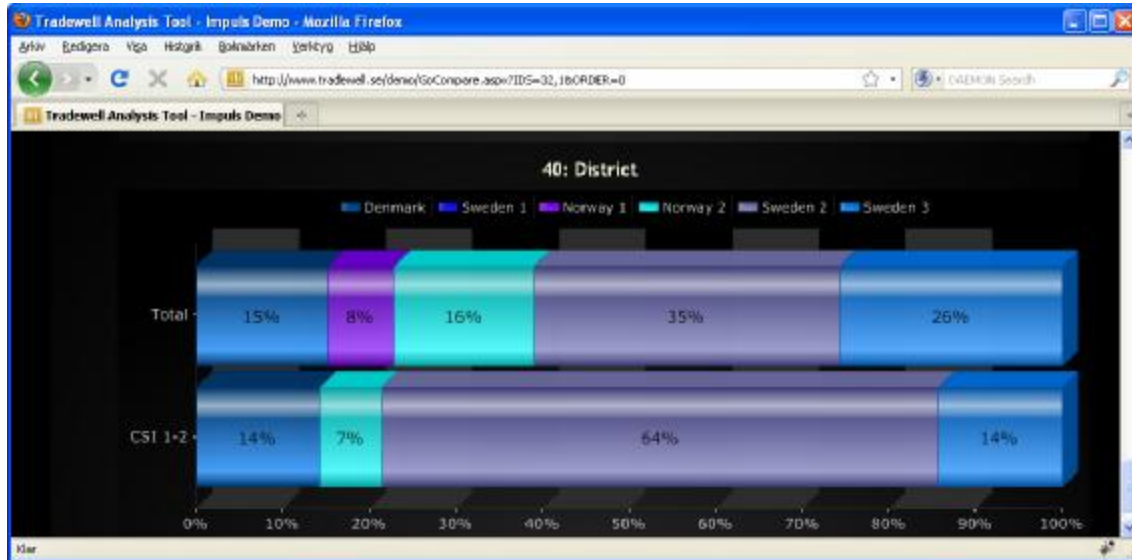 Tradewell Analysis Tool - Impuls Demo - Mozilla Firefox
Arkiv Redigera Visa Historik Bokmärken Verktyg Hjälp
http://www.tradewell.se/demo/GoCompare.aspx?IDS=32,1&ORDER=0 DAEMON Search
Tradewell Analysis Tool - Impuls Demo
40: District
Denmark Sweden 1 Norway 1 Norway 2 Sweden 2 Sweden 3
Total 15% 8% 16% 35% 26%
CSI 1-2 14% 7% 64% 14%
0% 10% 20% 30% 40% 50% 60% 70% 80% 90% 100%
Klar